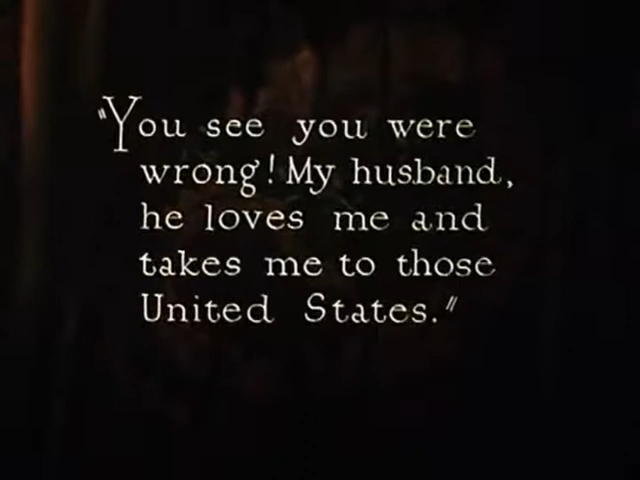 "You see you were
wrong! My husband,
he loves me and
takes me to those
United States."